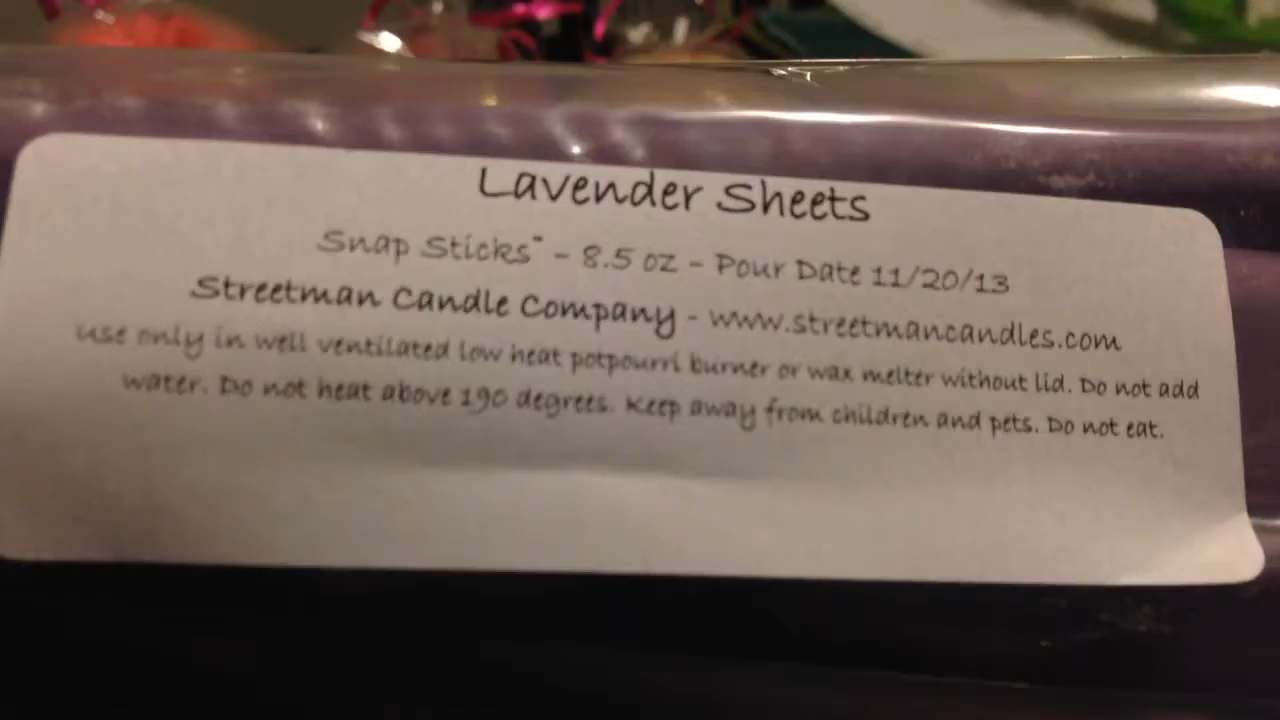 Lavender Sheets
Snap Sticks™ - 8.5 oz - Pour Date 11/20/13
Streetman Candle Company - www.streetmancandles.com
Use only in well ventilated low heat potpourri burner or wax melter without lid. Do not add
water. Do not heat above 190 degrees. Keep away from children and pets. Do not eat.